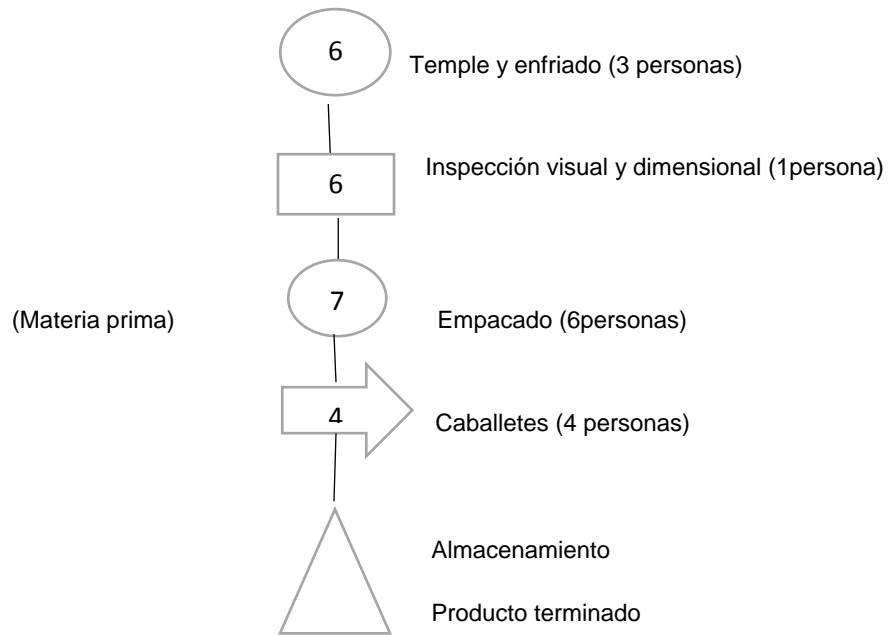 6
Temple y enfriado (3 personas)
Inspección visual y dimensional (1persona)
6
7
(Materia prima)
Empacado (6personas)
4
Caballetes (4 personas)
Almacenamiento
Producto terminado